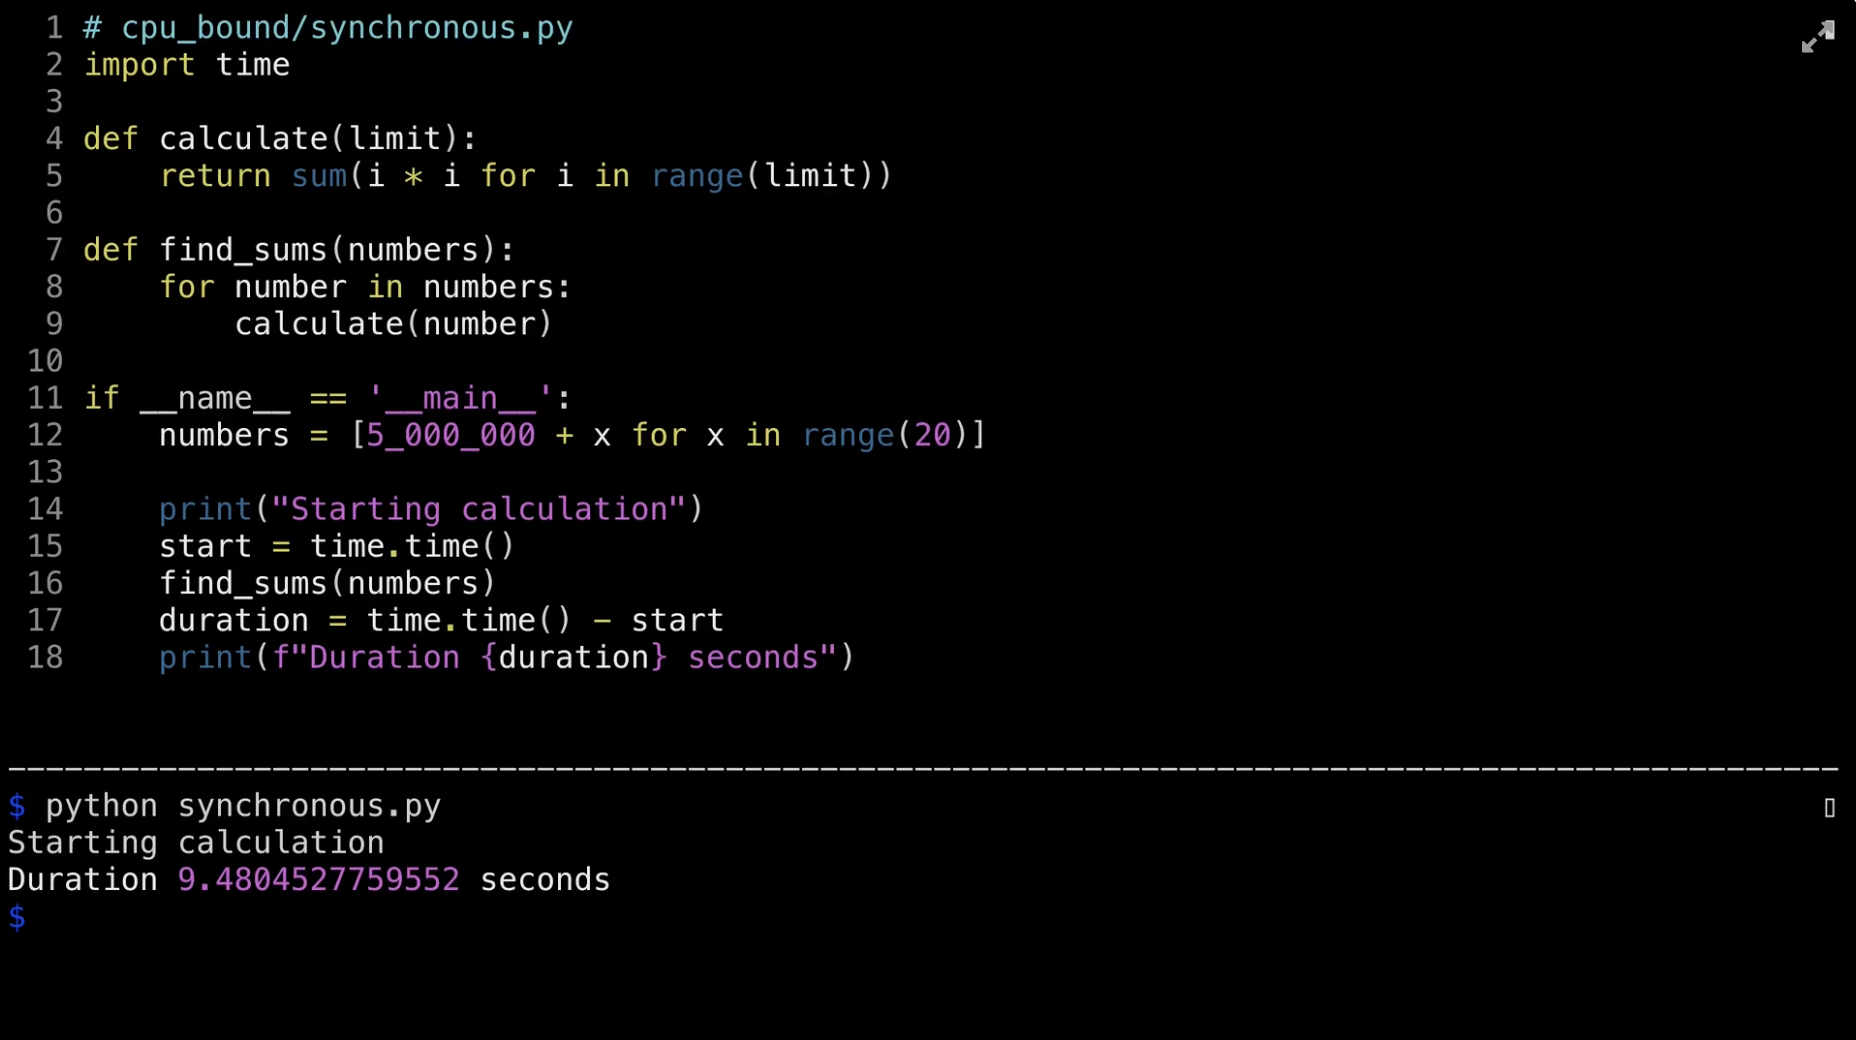 1 # cpu_bound/synchronous.py
2 import time
3
4 def calculate(limit):
5     return sum(i * i for i in range(limit))
6
7 def find_sums(numbers):
8     for number in numbers:
9         calculate(number)
10
11 if __name__ == '__main__':
12     numbers = [5_000_000 + x for x in range(20)]
13
14     print("Starting calculation")
15     start = time.time()
16     find_sums(numbers)
17     duration = time.time() - start
18     print(f"Duration {duration} seconds")
$ python synchronous.py
Starting calculation
Duration 9.4804527759552 seconds
$